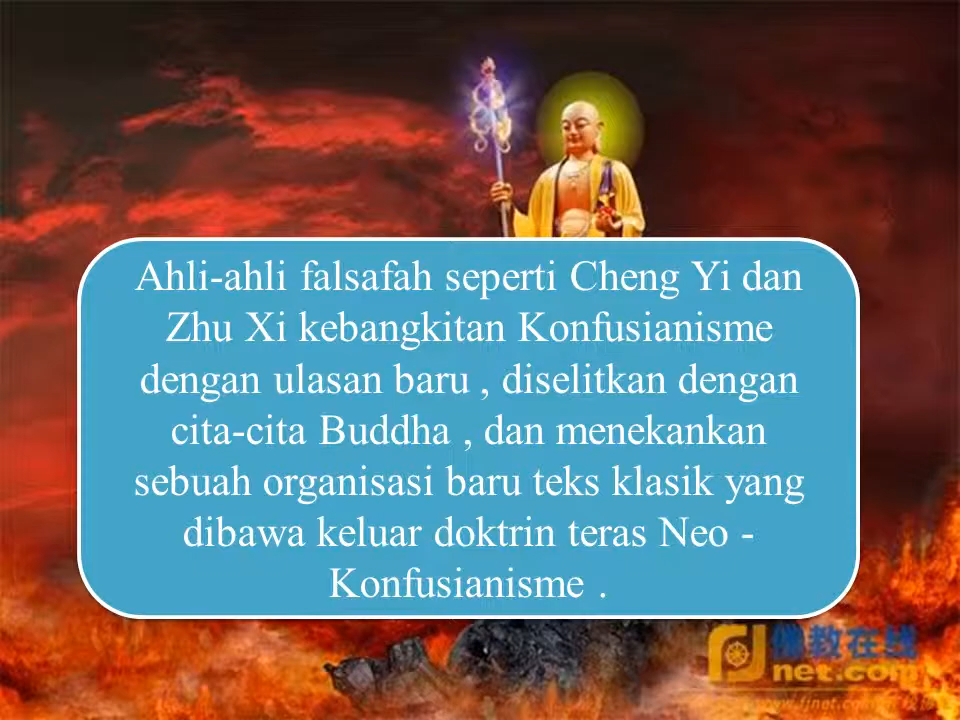 Ahli-ahli falsafah seperti Cheng Yi dan
Zhu Xi kebangkitan Konfusianisme
dengan ulasan baru , diselitkan dengan
cita-cita Buddha , dan menekankan
sebuah organisasi baru teks klasik yang
dibawa keluar doktrin teras Neo -
Konfusianisme .
佛教在线
net.com